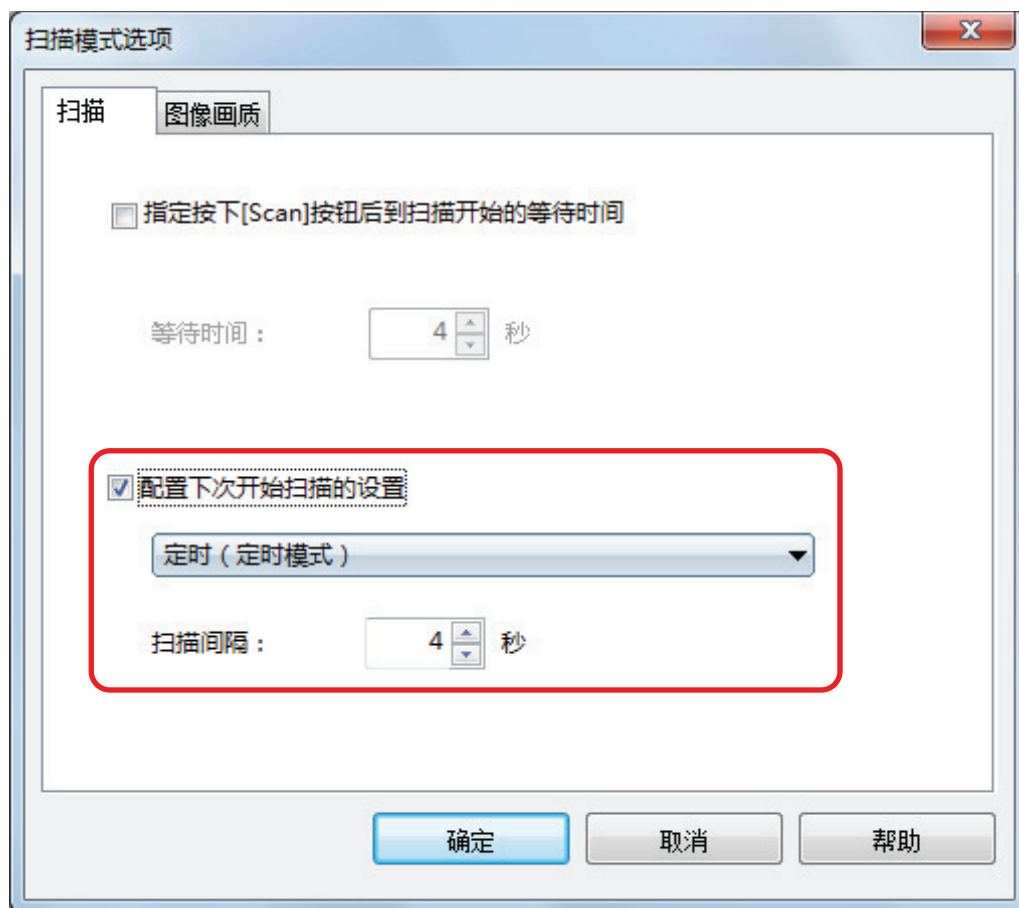 扫描模式选项
扫描 图像画质
指定按下[Scan]按钮后到扫描开始的等待时间
等待时间： 4 秒
配置下次开始扫描的设置
定时（定时模式）
扫描间隔： 4 秒
确定 取消 帮助